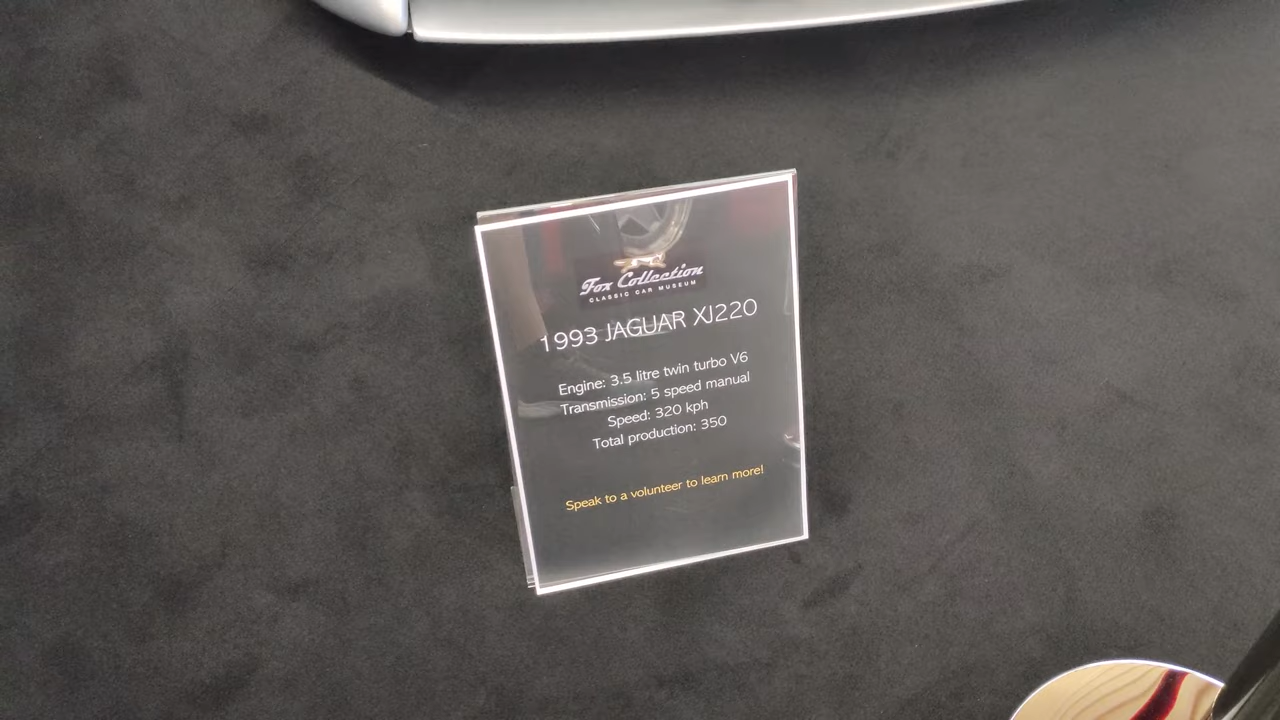 Fox Collection
CLASSIC CAR MUSEUM
1993 JAGUAR XJ220
Engine: 3.5 litre twin turbo V6
Transmission: 5 speed manual
Speed: 320 kph
Total production: 350
Speak to a volunteer to learn more!